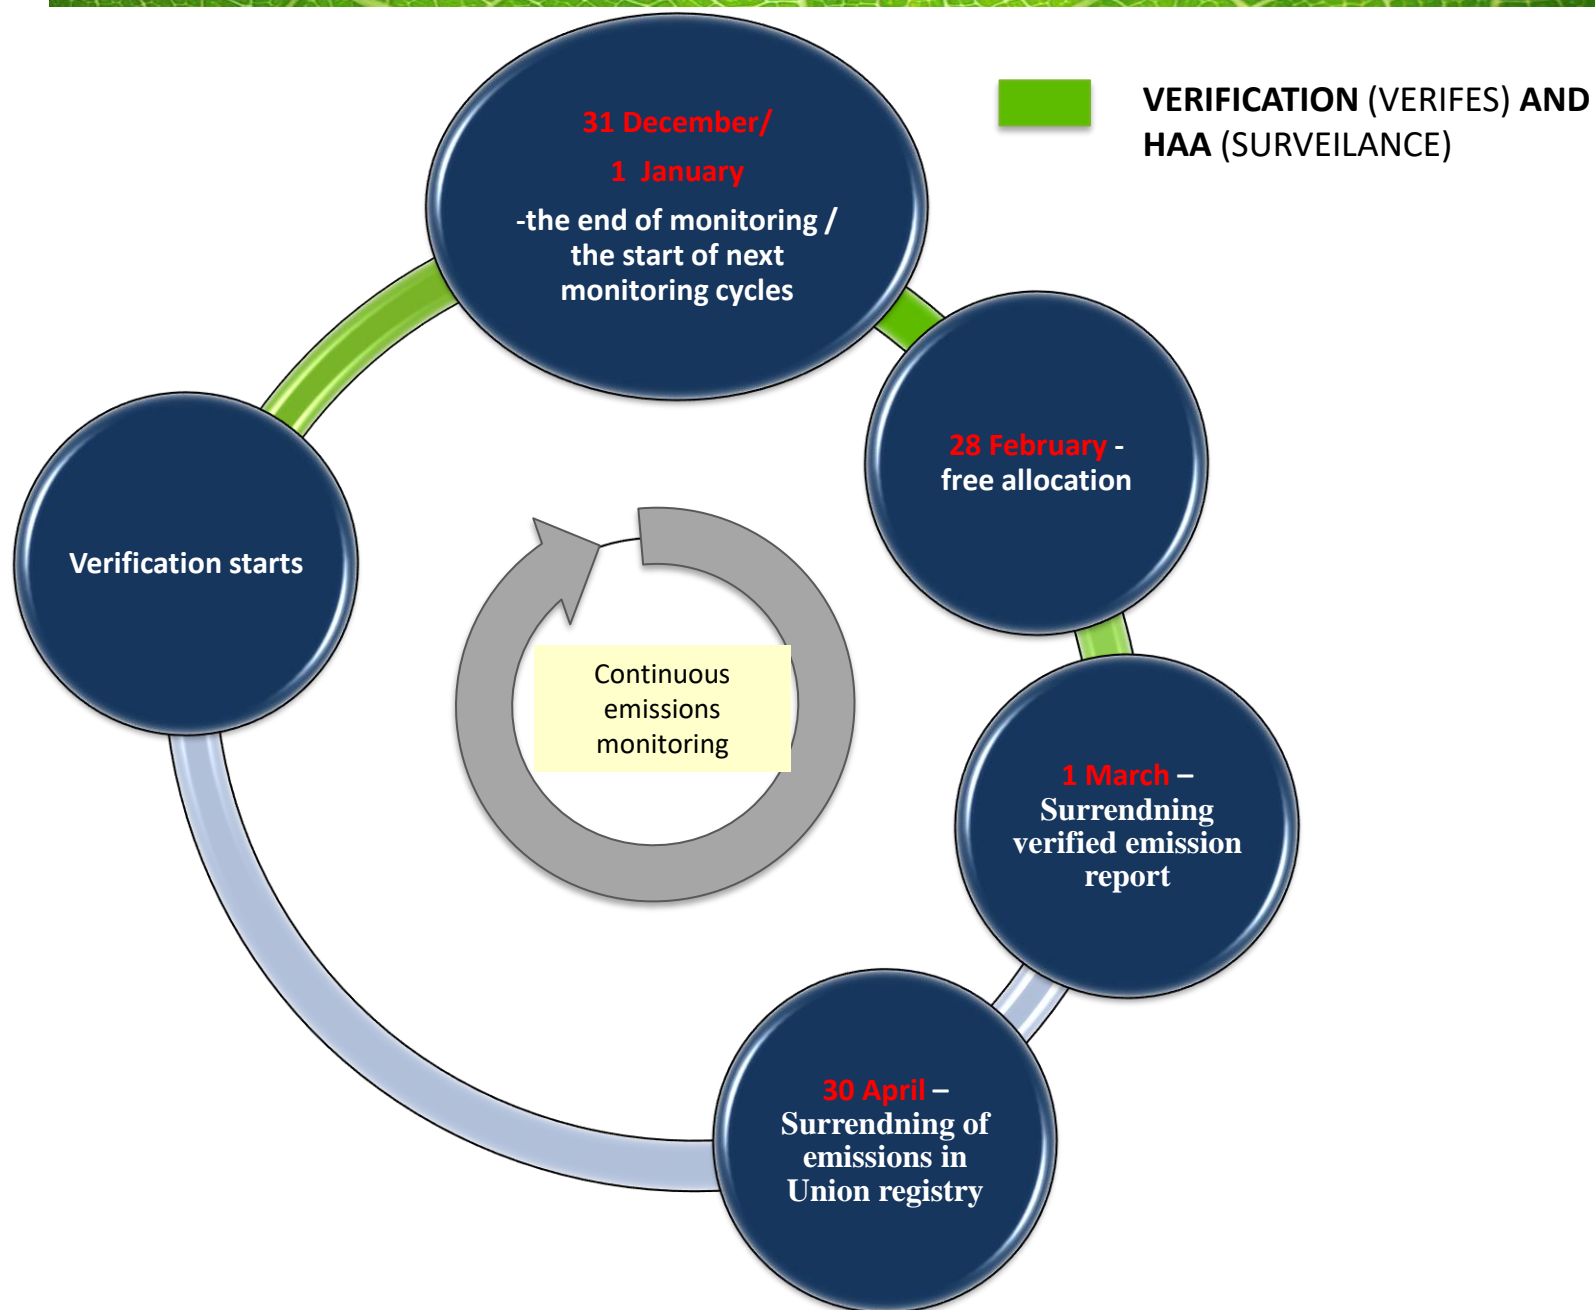 VERIFICATION (VERIFES) AND
HAA (SURVEILANCE)
31 December/
1 January
-the end of monitoring /
the start of next
monitoring cycles
28 February -
free allocation
1 March –
Surrendning
verified emission
report
30 April –
Surrendning of
emissions in
Union registry
Verification starts
Continuous
emissions
monitoring